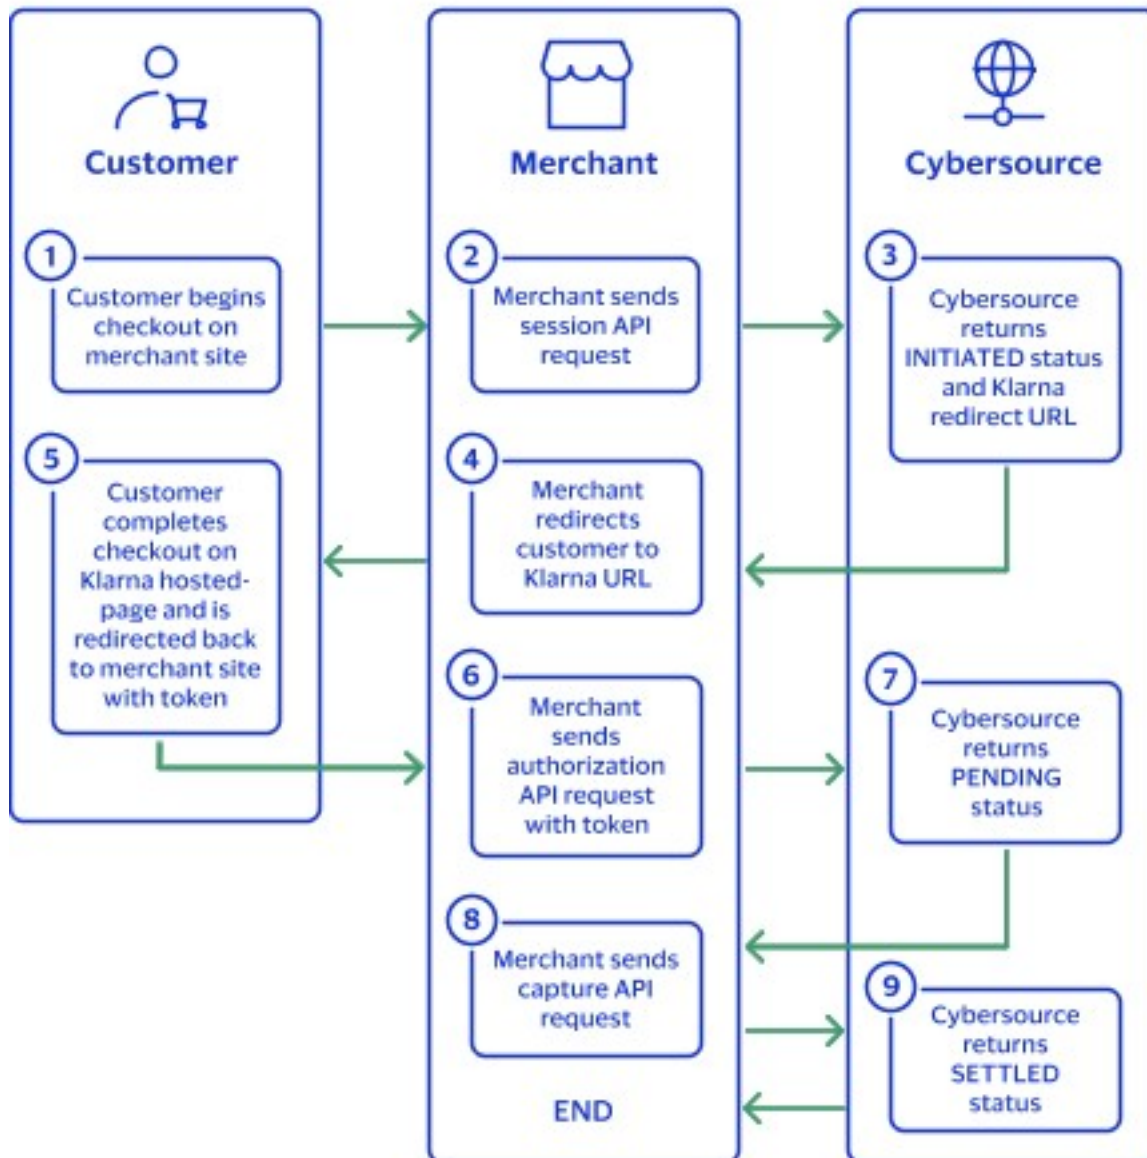 Customer
Merchant
Cybersource
1
Customer begins
checkout on
merchant site
2
Merchant sends
session API
request
3
Cybersource
returns
INITIATED status
and Klarna
redirect URL
4
Merchant
redirects
customer to
Klarna URL
5
Customer
completes
checkout on
Klarna hosted-
page and is
redirected back
to merchant site
with token
6
Merchant
sends
authorization
API request
with token
7
Cybersource
returns
PENDING
status
8
Merchant sends
capture API
request
9
Cybersource
returns
SETTLED
status
END